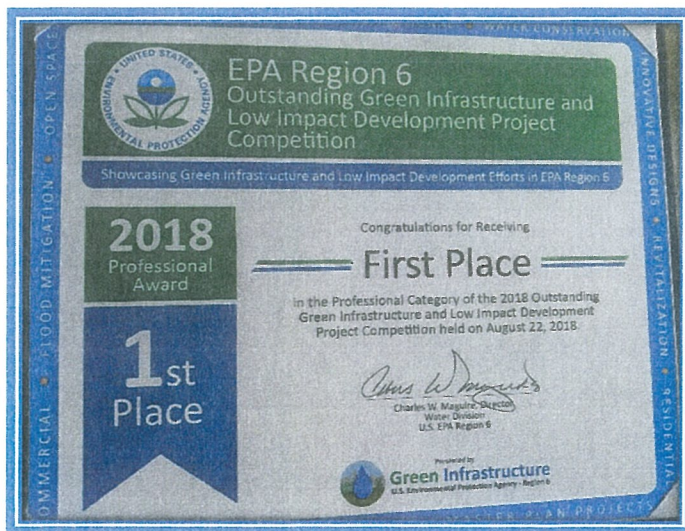 WATER CONSERVATION
OPEN SPACE
INNOVATIVE DESIGNS
UNITED STATES
ENVIRONMENTAL PROTECTION AGENCY
EPA Region 6
Outstanding Green Infrastructure and
Low Impact Development Project
Competition
Showcasing Green Infrastructure and Low Impact Development Efforts in EPA Region 6
2018
Professional
Award
1st
Place
Congratulations for Receiving
First Place
in the Professional Category of the 2018 Outstanding
Green Infrastructure and Low Impact Development
Project Competition held on August 22, 2018
Charles W. Maguire, Director
Water Division
U.S. EPA Region 6
Presented by
Green Infrastructure
U.S. Environmental Protection Agency - Region 6
FLOOD MITIGATION
REVITALIZATION
OMMERCIAL
RESIDENTIAL
PLAN PROJECTS